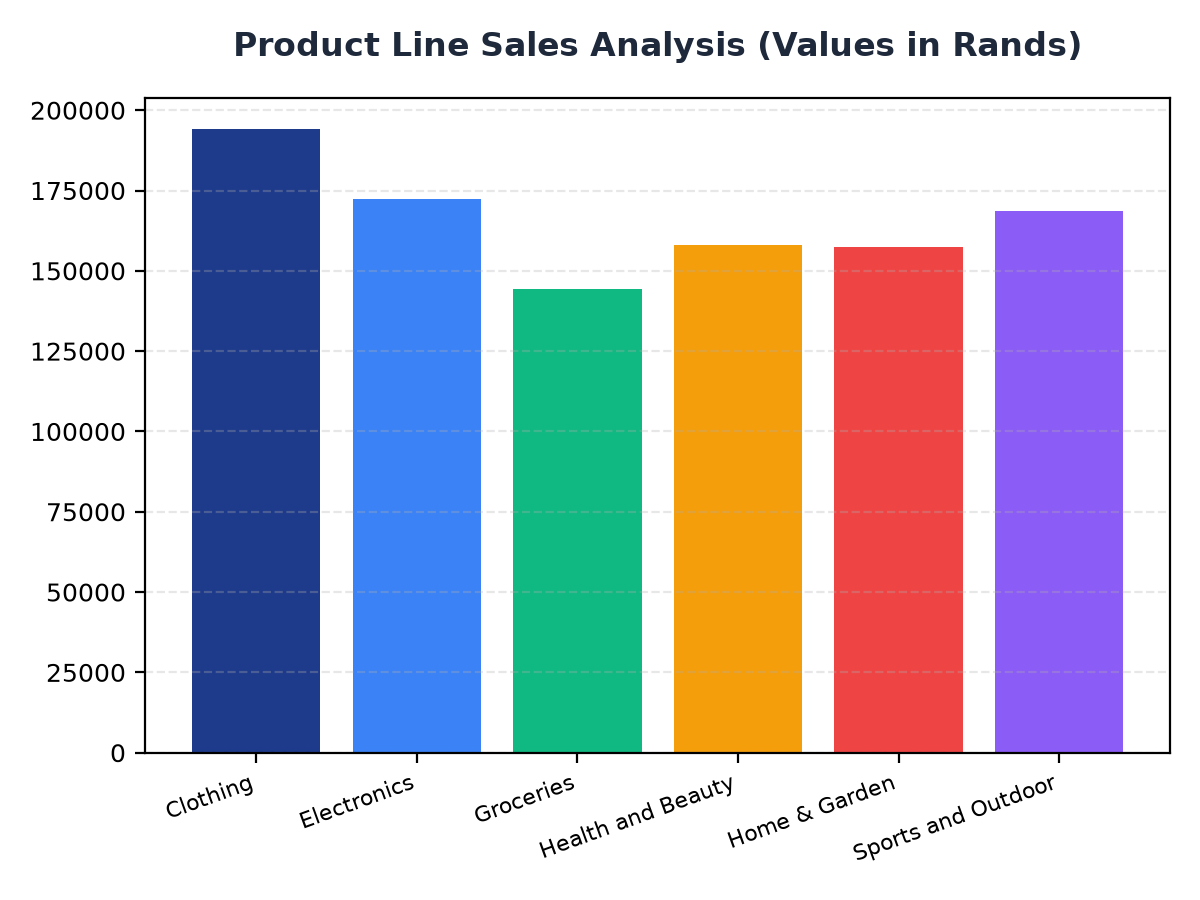 Product Line Sales Analysis (Values in Rands)
200000
175000
150000
125000
100000
75000
50000
25000
0
Clothing
Electronics
Groceries
Health and Beauty
Home & Garden
Sports and Outdoor